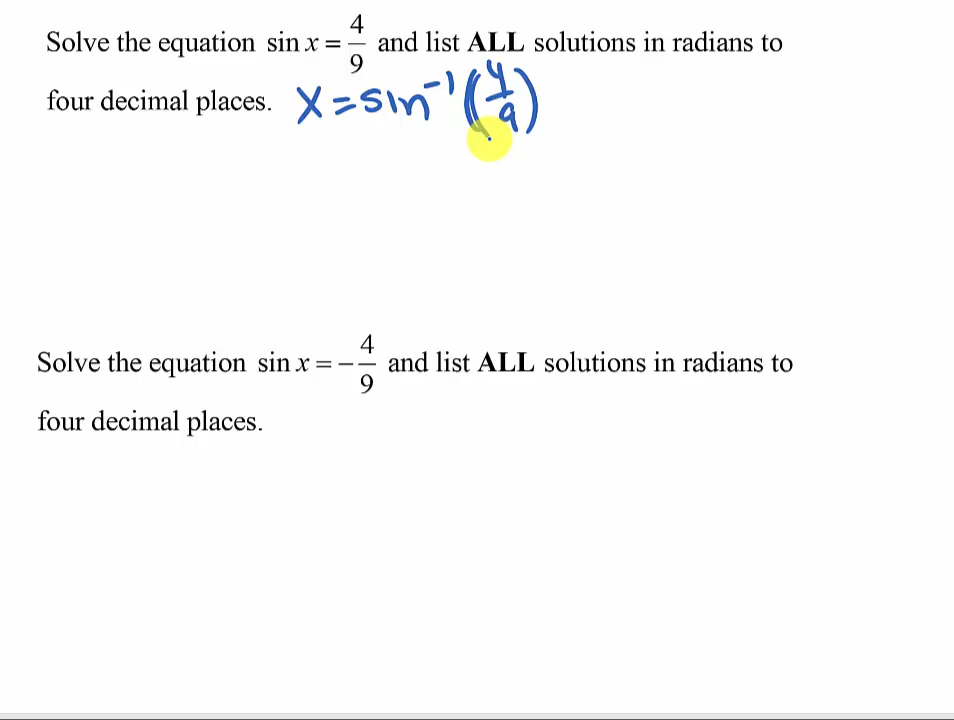 Solve the equation sin x = 4/9 and list ALL solutions in radians to
four decimal places. x = sin⁻¹(4/9)
Solve the equation sin x = −4/9 and list ALL solutions in radians to
four decimal places.